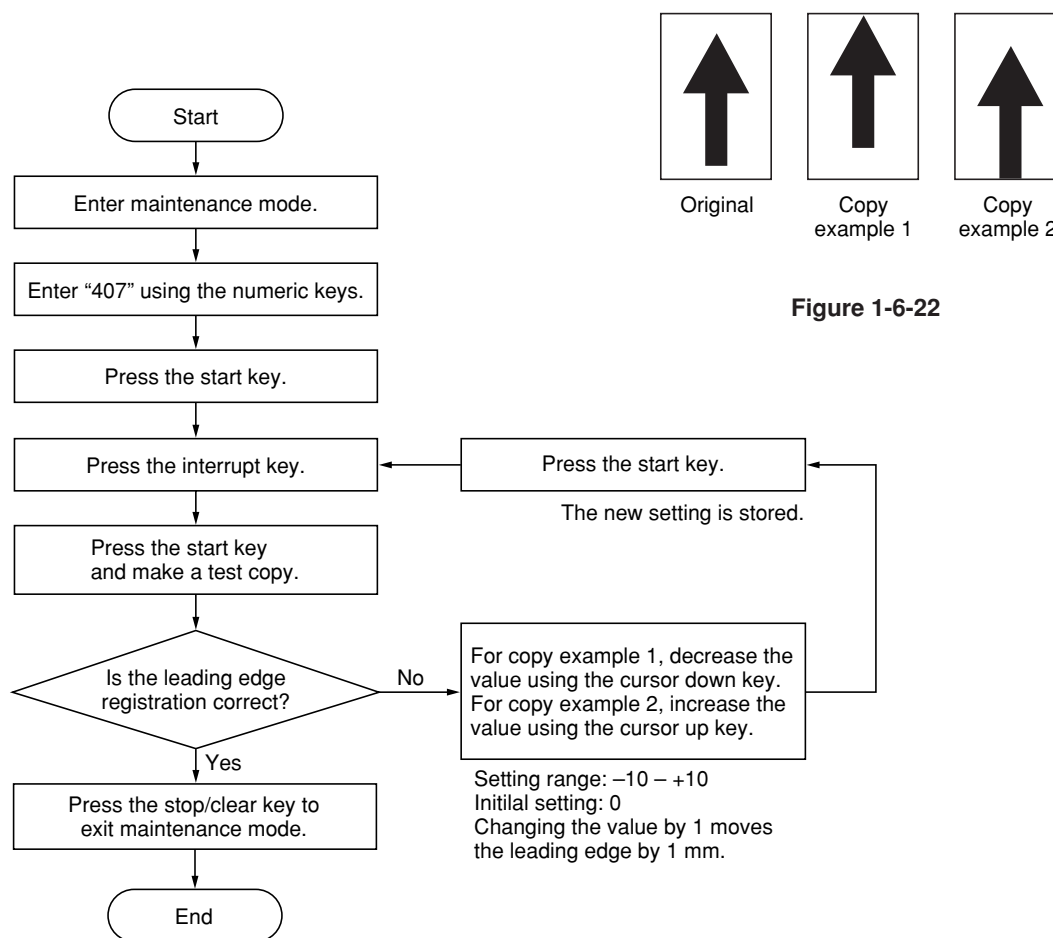 Start
Enter maintenance mode.
Enter “407” using the numeric keys.
Press the start key.
Press the interrupt key.
Press the start key
and make a test copy.
Is the leading edge
registration correct?
No
Yes
Press the stop/clear key to
exit maintenance mode.
End
For copy example 1, decrease the
value using the cursor down key.
For copy example 2, increase the
value using the cursor up key.
Setting range: –10 – +10
Initilal setting: 0
Changing the value by 1 moves
the leading edge by 1 mm.
Press the start key.
The new setting is stored.
Original
Copy
example 1
Copy
example 2
Figure 1-6-22